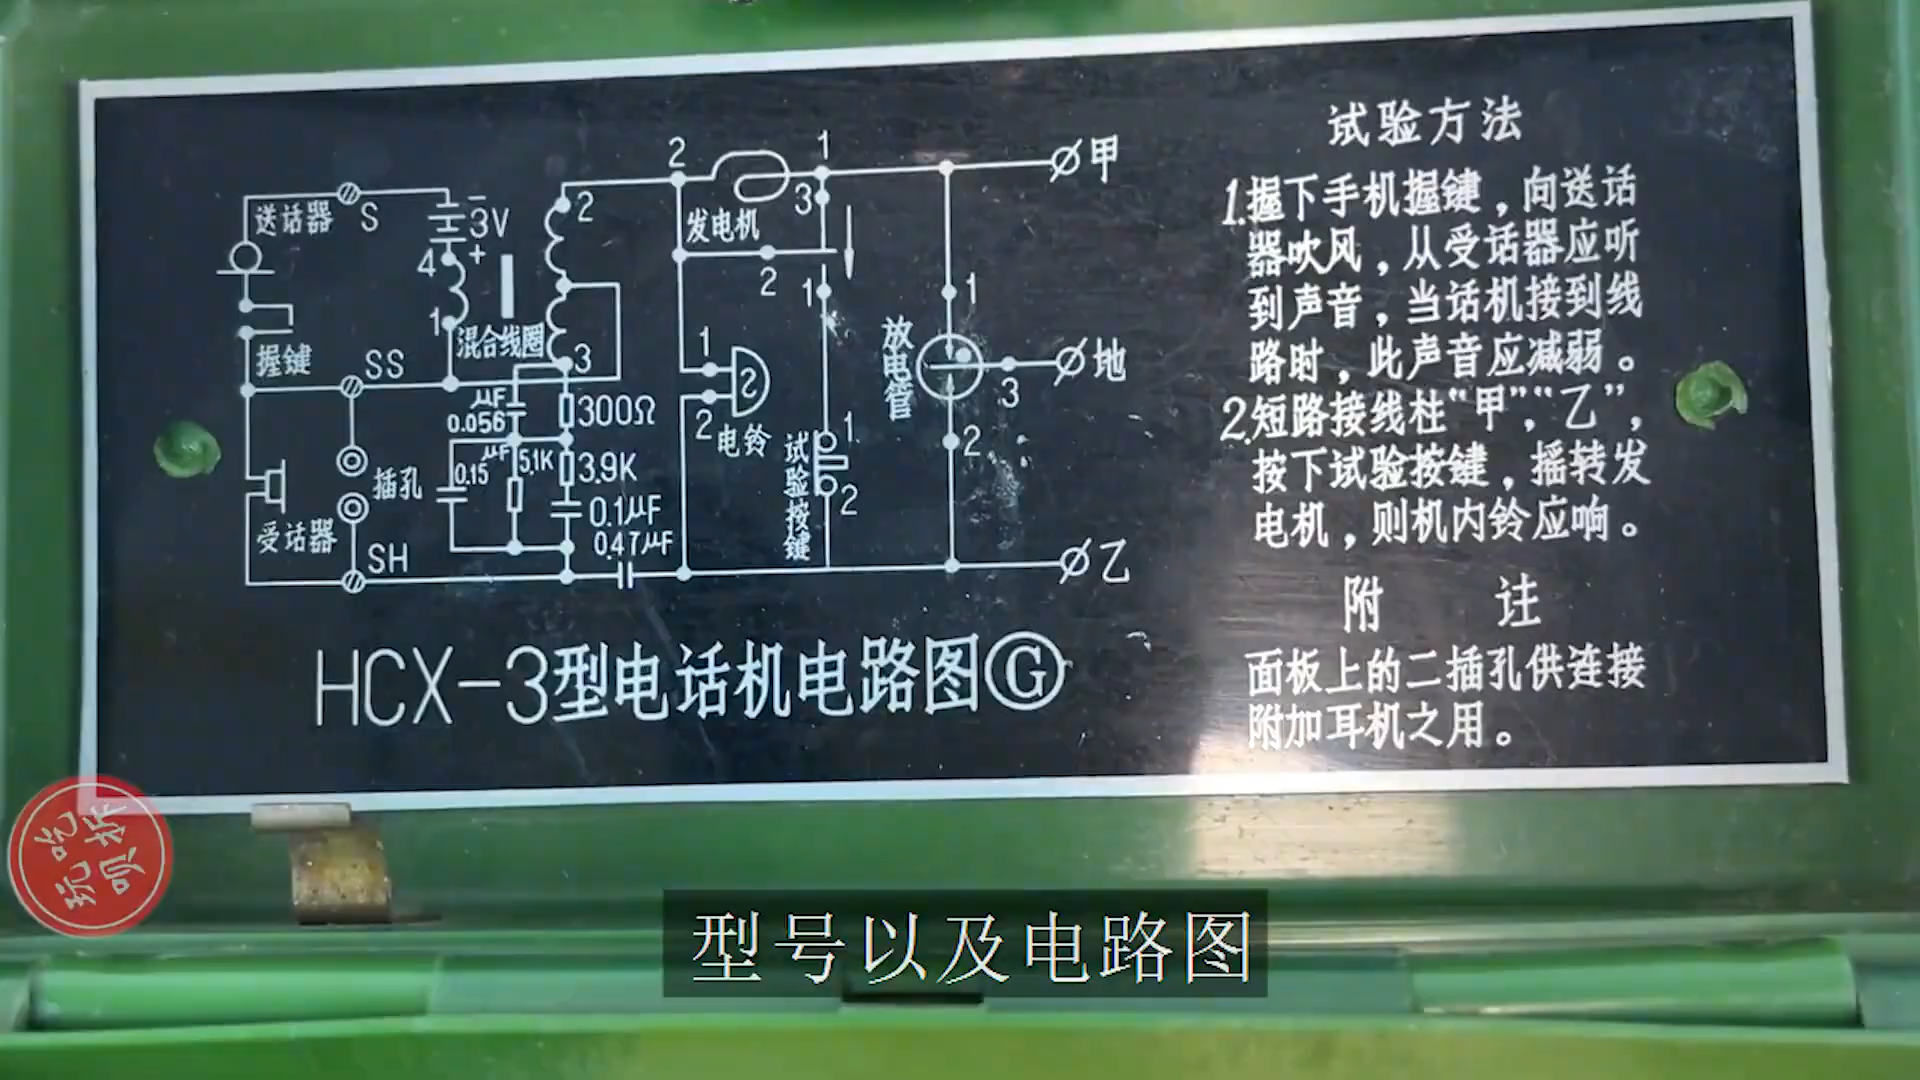 试验方法
1.握下手机握键，向送话
器吹风，从受话器应听
到声音，当话机接到线
路时，此声音应减弱。
2.短路接线柱“甲”，“乙”，
按下试验按键，摇转发
电机，则机内铃应响。
附 注
面板上的二插孔供连接
附加耳机之用。
送话器
S
−
3V
+
4
1
混合线圈
2
3
握键
SS
插孔
受话器
SH
μF
0.056
300Ω
μF
0.15
5.1K
3.9K
0.1μF
0.47μF
2
发电机
1
3
2
1
1
2
电铃
试验按键
1
2
放电管
1
3
2
甲
地
乙
HCX-3型电话机电路图Ⓖ
吃 折
玩 呗
型号以及电路图